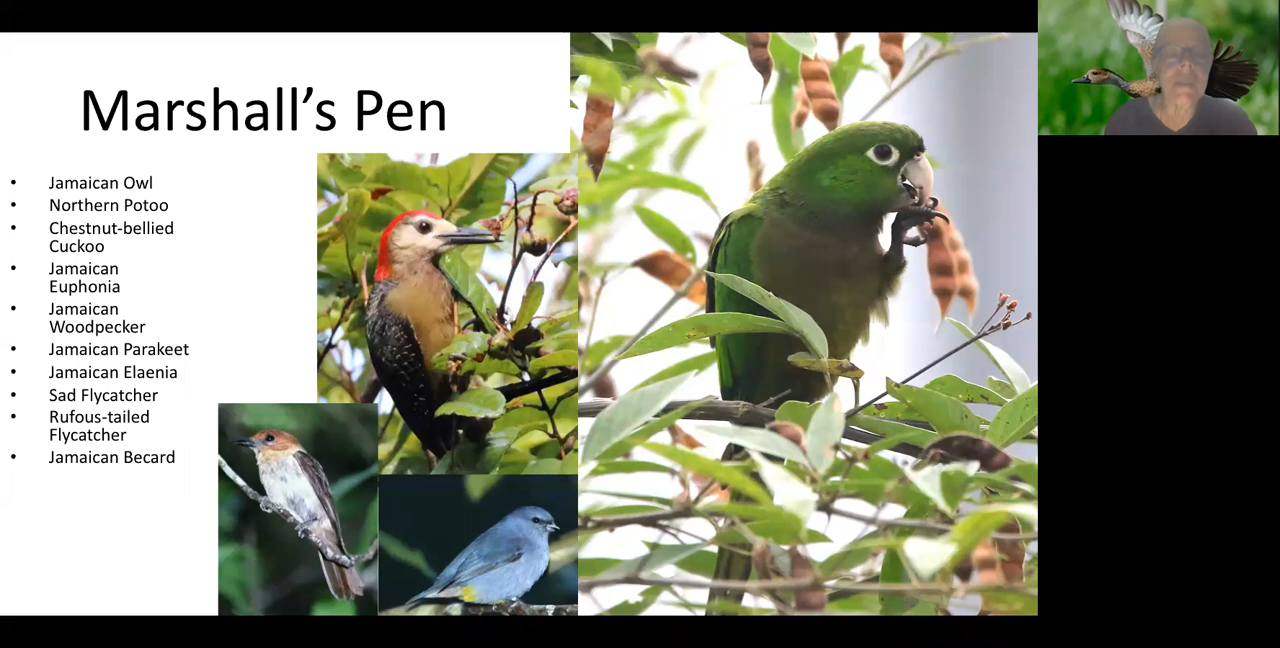 Marshall’s Pen
• Jamaican Owl
• Northern Potoo
• Chestnut-bellied
Cuckoo
• Jamaican
Euphonia
• Jamaican
Woodpecker
• Jamaican Parakeet
• Jamaican Elaenia
• Sad Flycatcher
• Rufous-tailed
Flycatcher
• Jamaican Becard